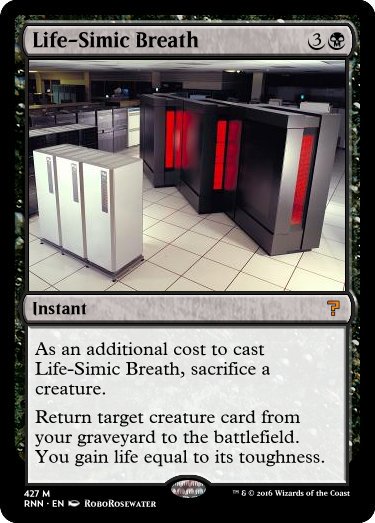 Life-Simic Breath 3
Instant ?
As an additional cost to cast
Life-Simic Breath, sacrifice a
creature.
Return target creature card from
your graveyard to the battlefield.
You gain life equal to its toughness.
427 M
RNN • EN RoboRosewater
™ & © 2016 Wizards of the Coast